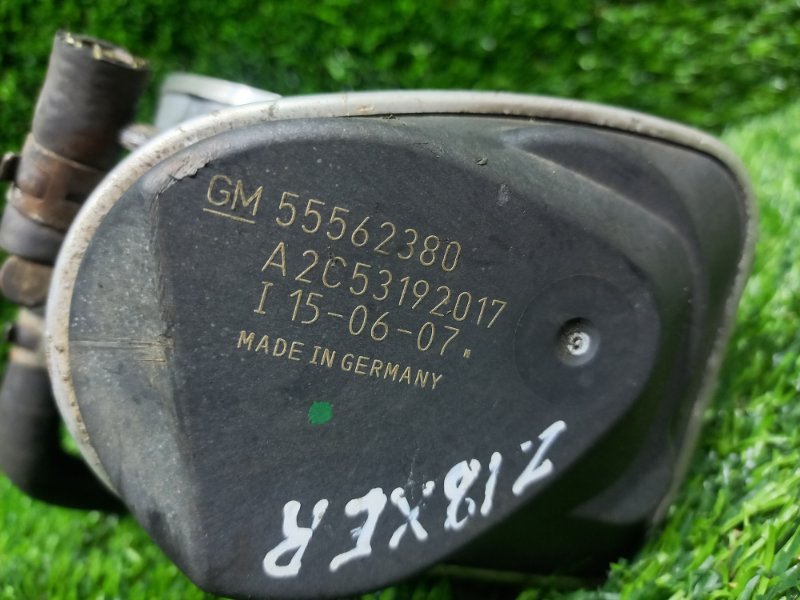 GM 55562380
A2C53192017
I 15-06-07
MADE IN GERMANY
Z18XER